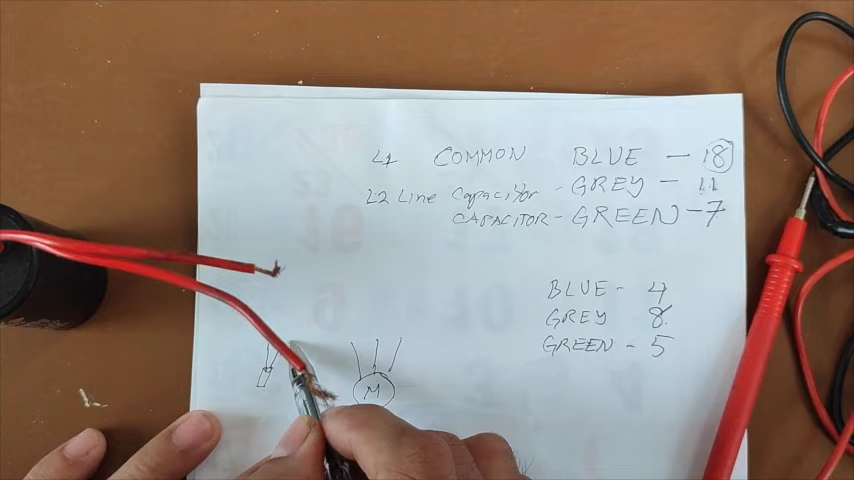 L1 COMMON BLUE - 18
L2 Line Capacitor - GREY - 11
CAPACITOR - GREEN - 7
BLUE - 4
GREY 8
GREEN - 5
M